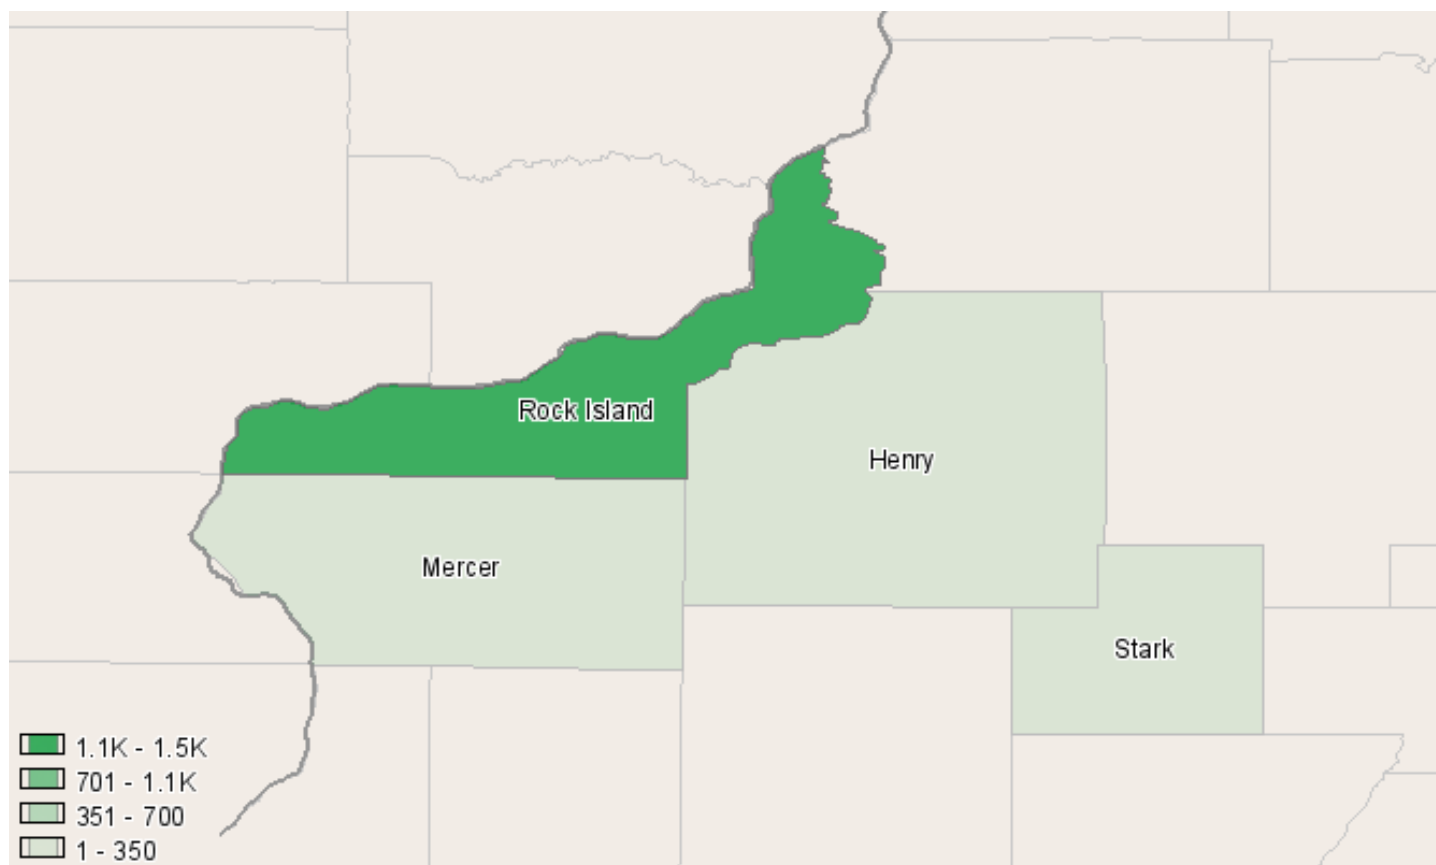 Rock Island
Henry
Mercer
Stark
1.1K - 1.5K
701 - 1.1K
351 - 700
1 - 350